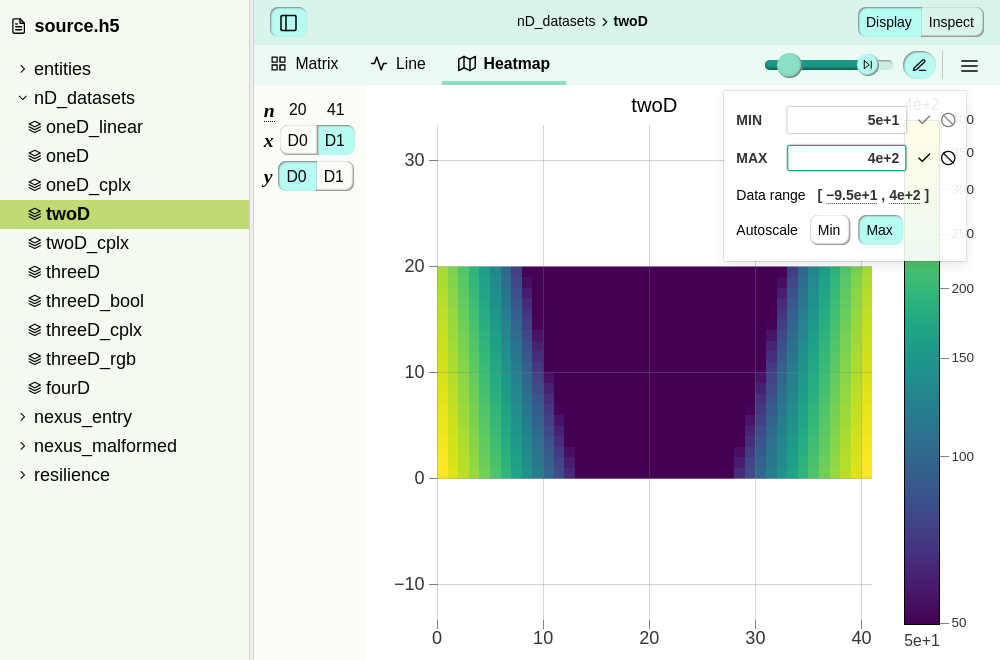 source.h5
entities
nD_datasets
oneD_linear
oneD
oneD_cplx
twoD
twoD_cplx
threeD
threeD_bool
threeD_cplx
threeD_rgb
fourD
nexus_entry
nexus_malformed
resilience
nD_datasets > twoD
Display Inspect
Matrix Line Heatmap
n 20 41
x D0 D1
y D0 D1
twoD
MIN 5e+1
MAX 4e+2
Data range [ −9.5e+1 , 4e+2 ]
Autoscale Min Max
30
20
10
0
−10
0 10 20 30 40
4e+2
300
250
200
150
100
50
5e+1